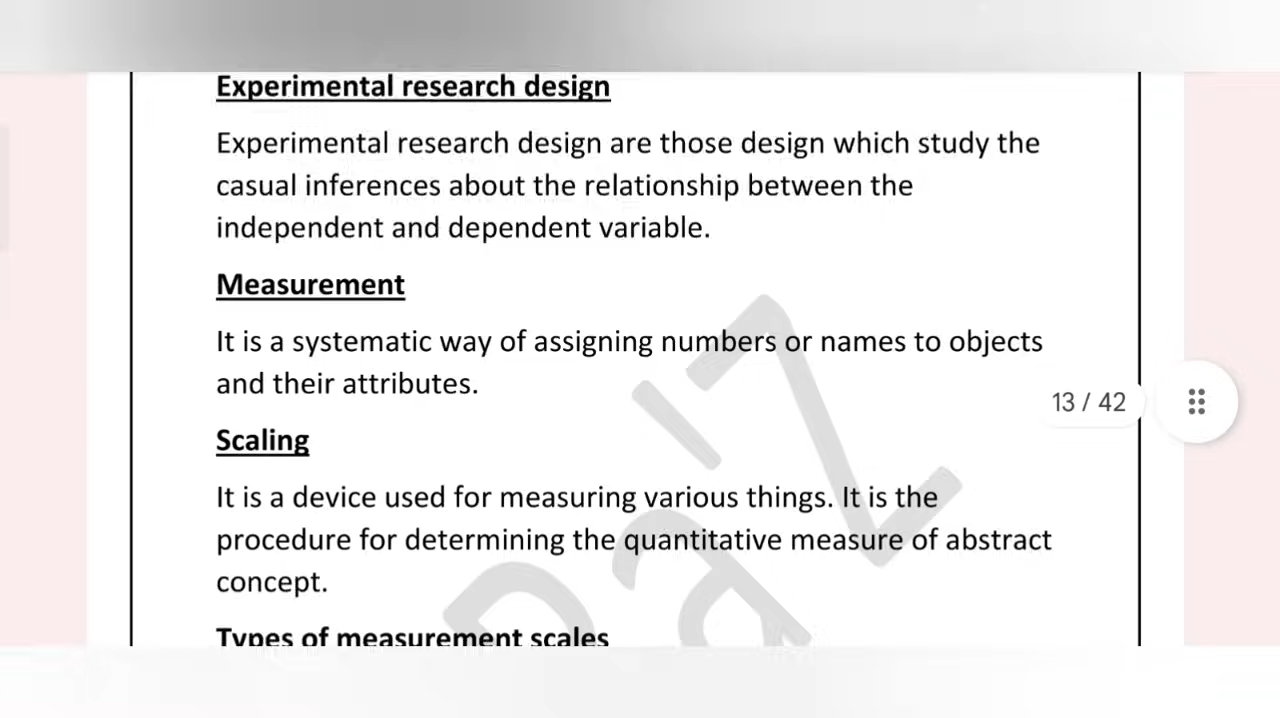 Experimental research design
Experimental research design are those design which study the
casual inferences about the relationship between the
independent and dependent variable.
Measurement
It is a systematic way of assigning numbers or names to objects
and their attributes.
13 / 42
Scaling
It is a device used for measuring various things. It is the
procedure for determining the quantitative measure of abstract
concept.
Types of measurement scales